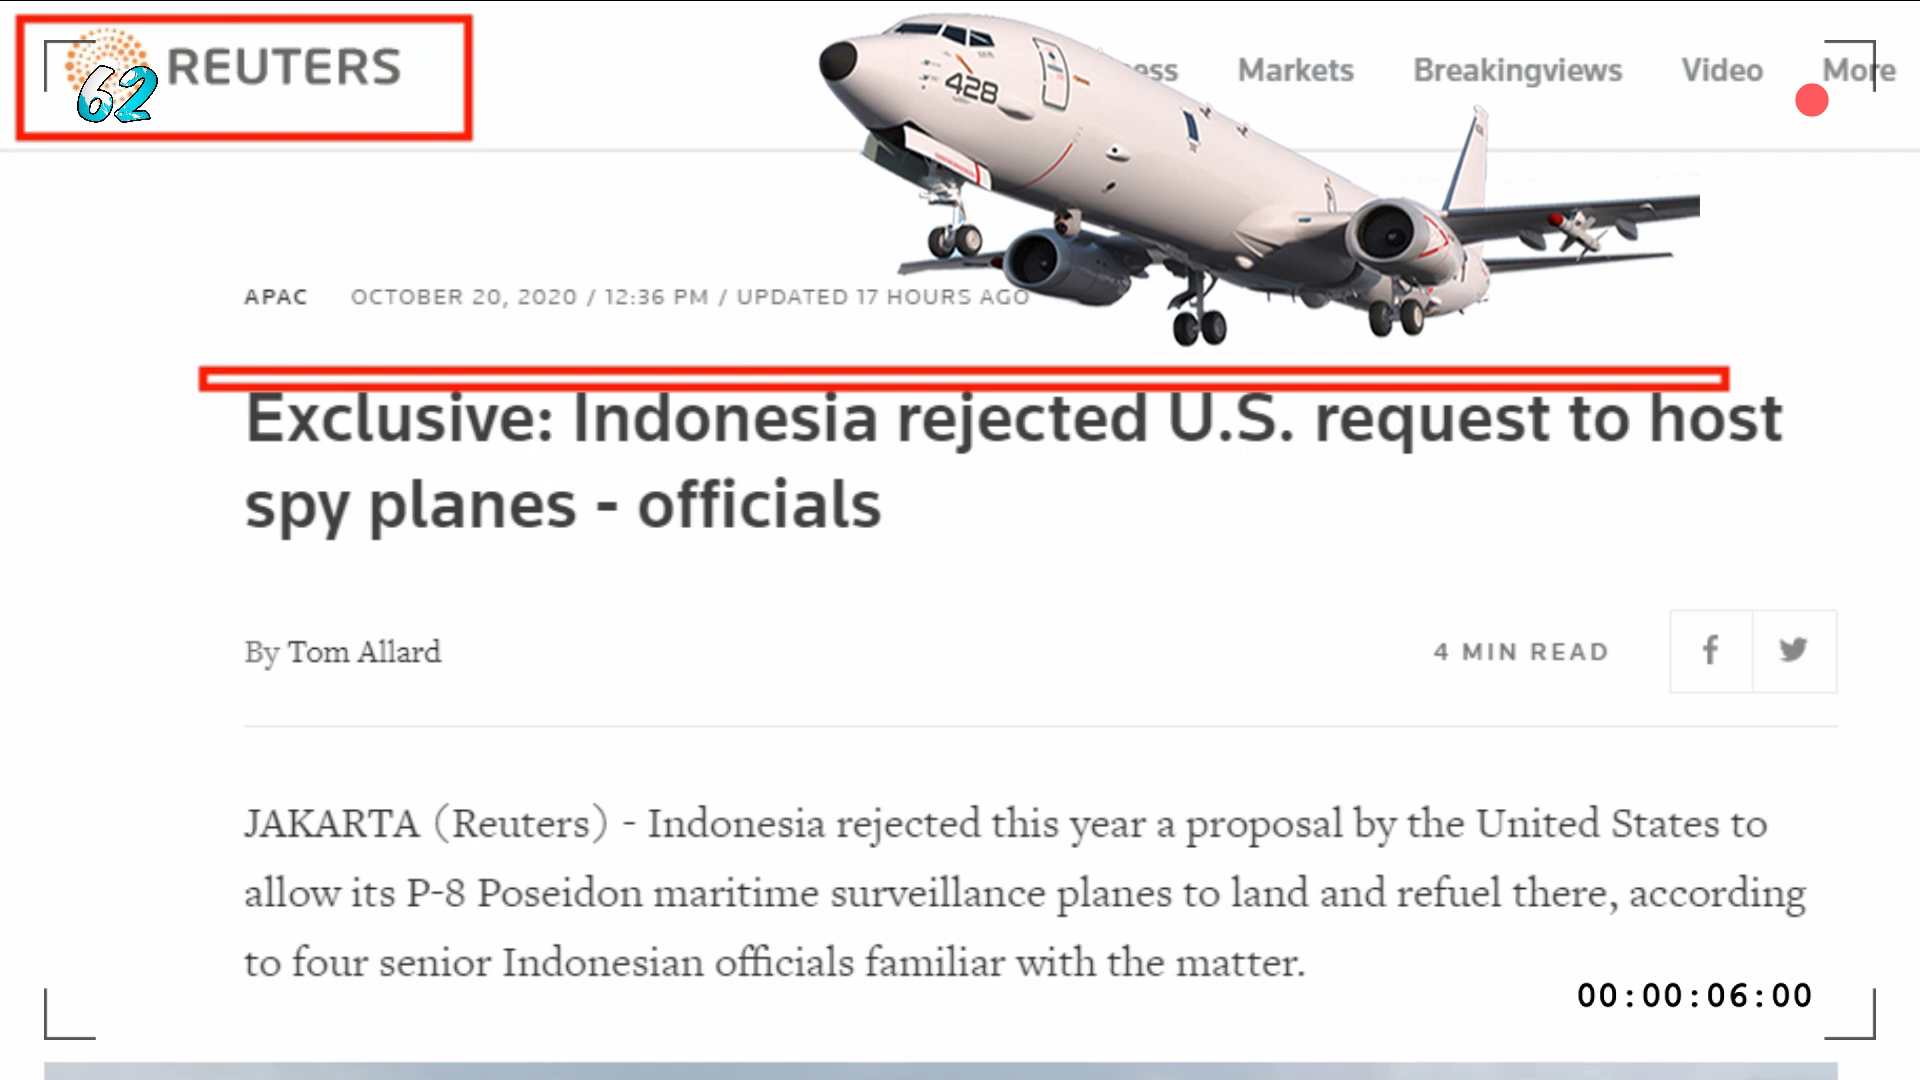 REUTERS
62
428
ess Markets Breakingviews Video More
APAC OCTOBER 20, 2020 / 12:36 PM / UPDATED 17 HOURS AGO
Exclusive: Indonesia rejected U.S. request to host
spy planes - officials
By Tom Allard
4 MIN READ
JAKARTA (Reuters) - Indonesia rejected this year a proposal by the United States to
allow its P-8 Poseidon maritime surveillance planes to land and refuel there, according
to four senior Indonesian officials familiar with the matter.
00:00:06:00